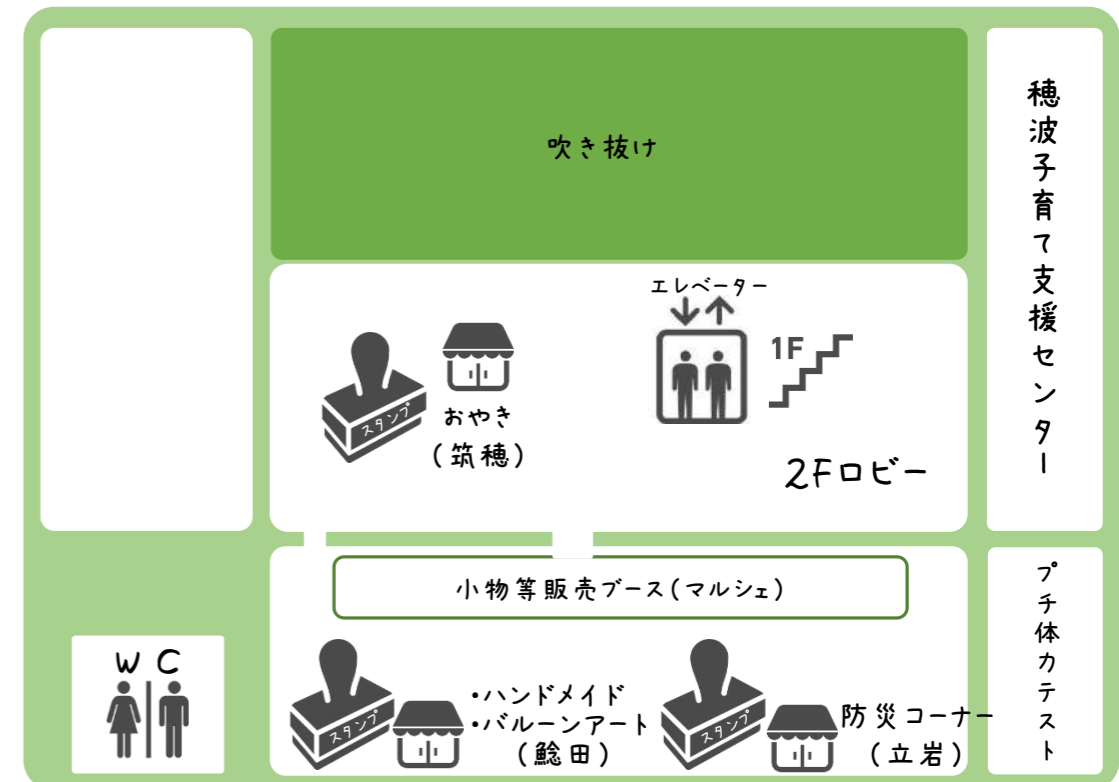 吹き抜け
穂波子育て支援センター
エレベーター
1F
スタンプ
おやき
(筑穂)
2Fロビー
小物等販売ブース(マルシェ)
プチ体力テスト
WC
スタンプ
・ハンドメイド
・バルーンアート
(鯰田)
スタンプ
防災コーナー
(立岩)